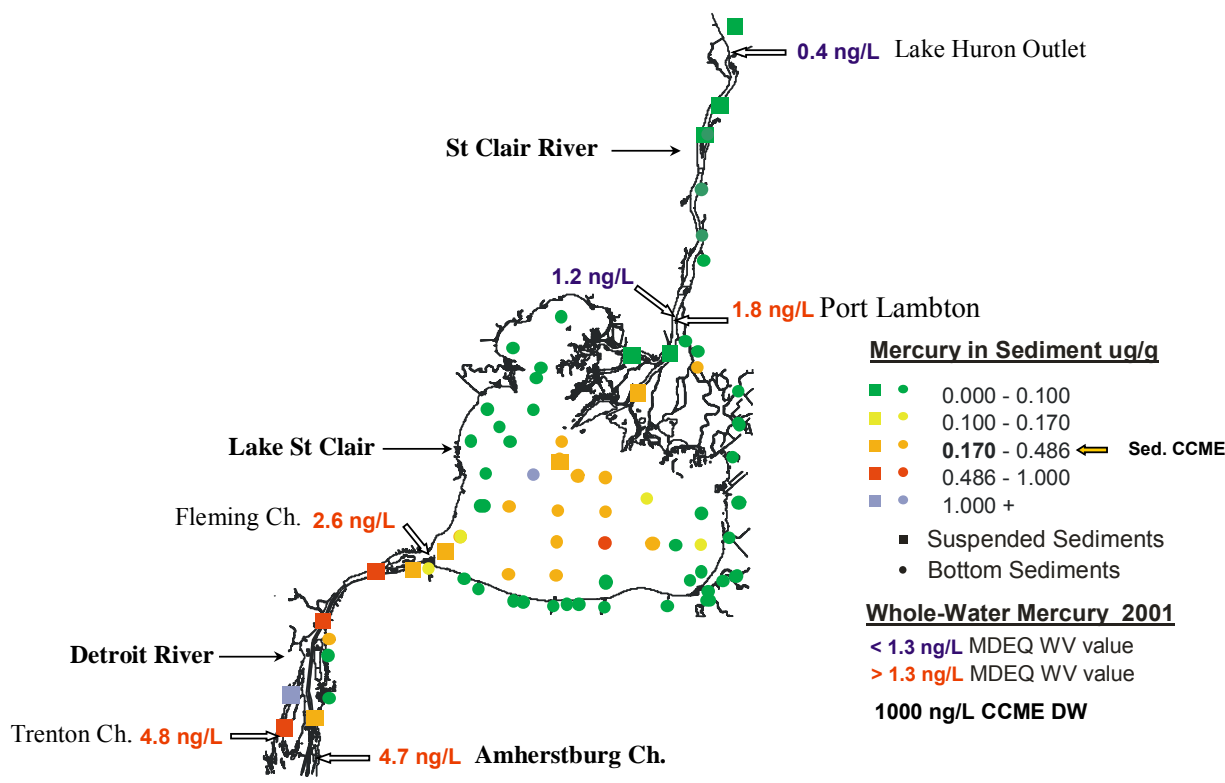 0.4 ng/L Lake Huron Outlet
St Clair River
1.2 ng/L
1.8 ng/L Port Lambton
Mercury in Sediment ug/g
0.000 - 0.100
0.100 - 0.170
Lake St Clair
0.170 - 0.486 Sed. CCME
0.486 - 1.000
1.000 +
Fleming Ch. 2.6 ng/L
Suspended Sediments
Bottom Sediments
Whole-Water Mercury 2001
< 1.3 ng/L MDEQ WV value
> 1.3 ng/L MDEQ WV value
1000 ng/L CCME DW
Detroit River
Trenton Ch. 4.8 ng/L
4.7 ng/L Amherstburg Ch.